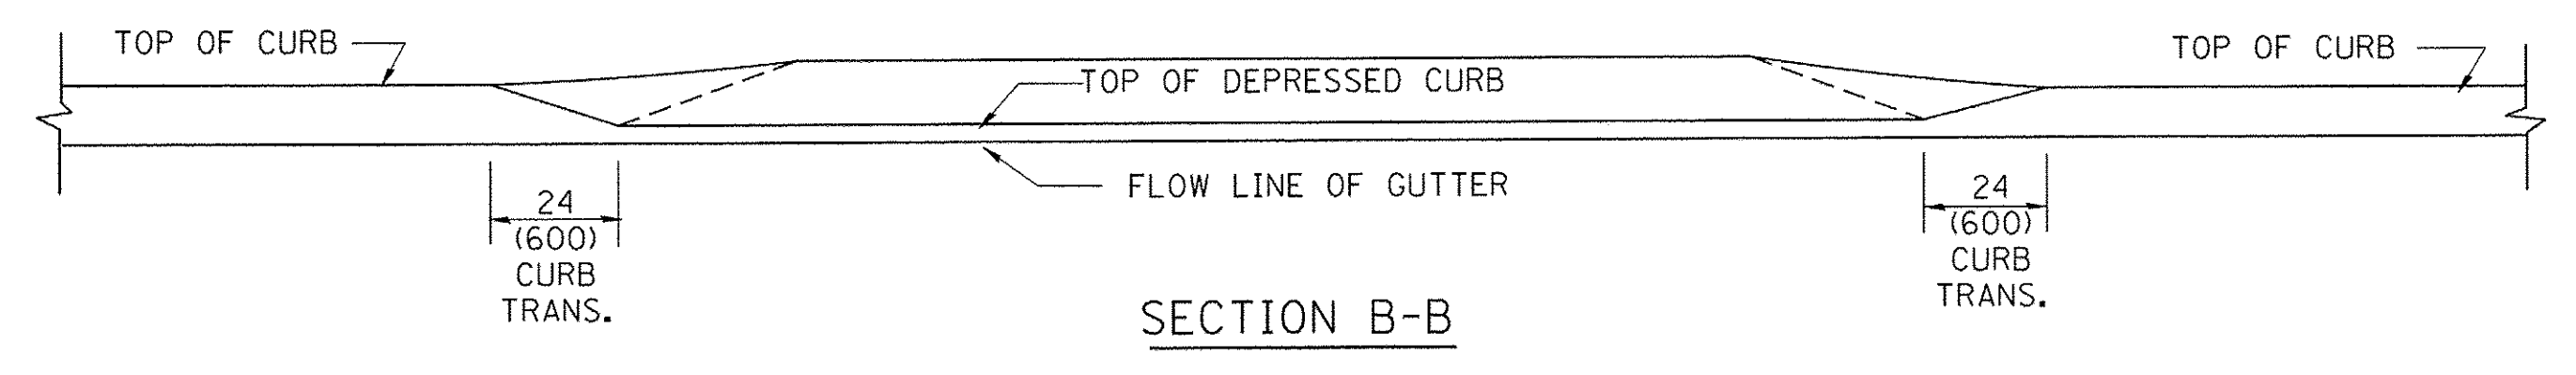 TOP OF CURB
TOP OF CURB
TOP OF DEPRESSED CURB
FLOW LINE OF GUTTER
24
(600)
CURB
TRANS.
24
(600)
CURB
TRANS.
SECTION B-B